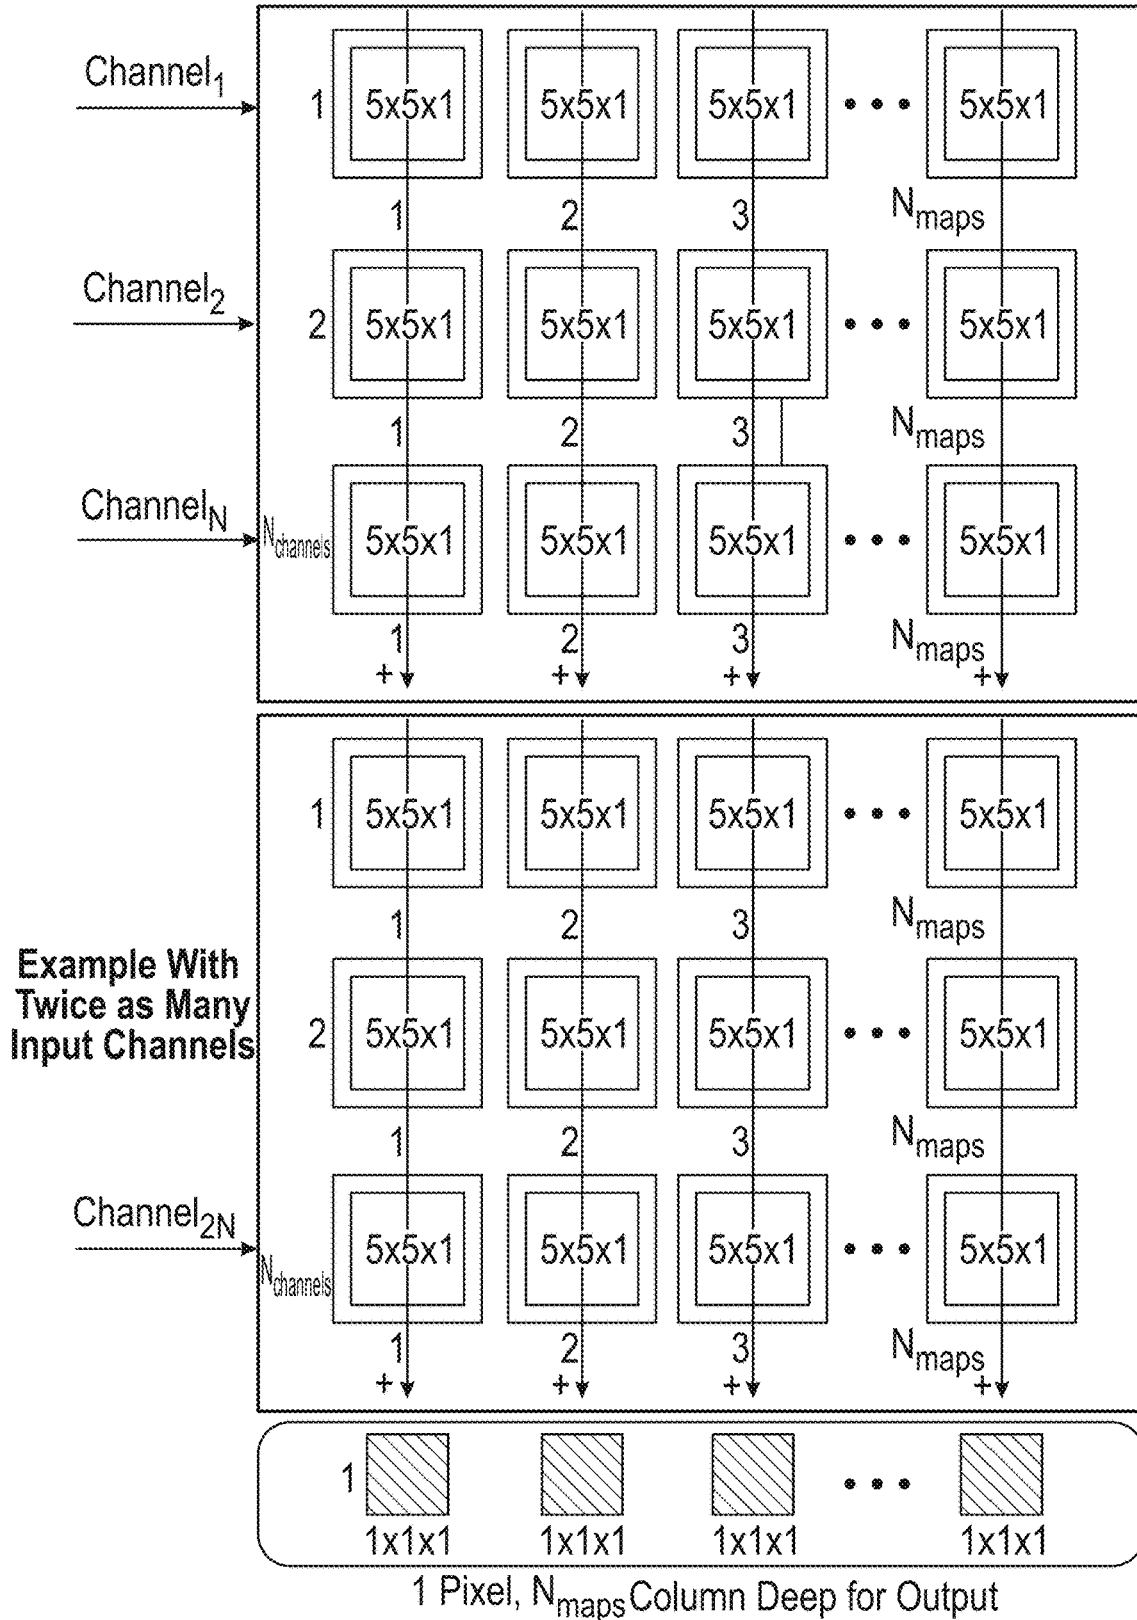 Channel1
1 5x5x1 5x5x1 5x5x1 • • • 5x5x1
1 2 3 Nmaps
Channel2
2 5x5x1 5x5x1 5x5x1 • • • 5x5x1
1 2 3 Nmaps
ChannelN
Nchannels 5x5x1 5x5x1 5x5x1 • • • 5x5x1
1 2 3 Nmaps
+ + + +
1 5x5x1 5x5x1 5x5x1 • • • 5x5x1
1 2 3 Nmaps
Example With
Twice as Many
Input Channels
2 5x5x1 5x5x1 5x5x1 • • • 5x5x1
1 2 3 Nmaps
Channel2N
Nchannels 5x5x1 5x5x1 5x5x1 • • • 5x5x1
1 2 3 Nmaps
+ + + +
1 • • •
1x1x1 1x1x1 1x1x1 1x1x1
1 Pixel, Nmaps Column Deep for Output